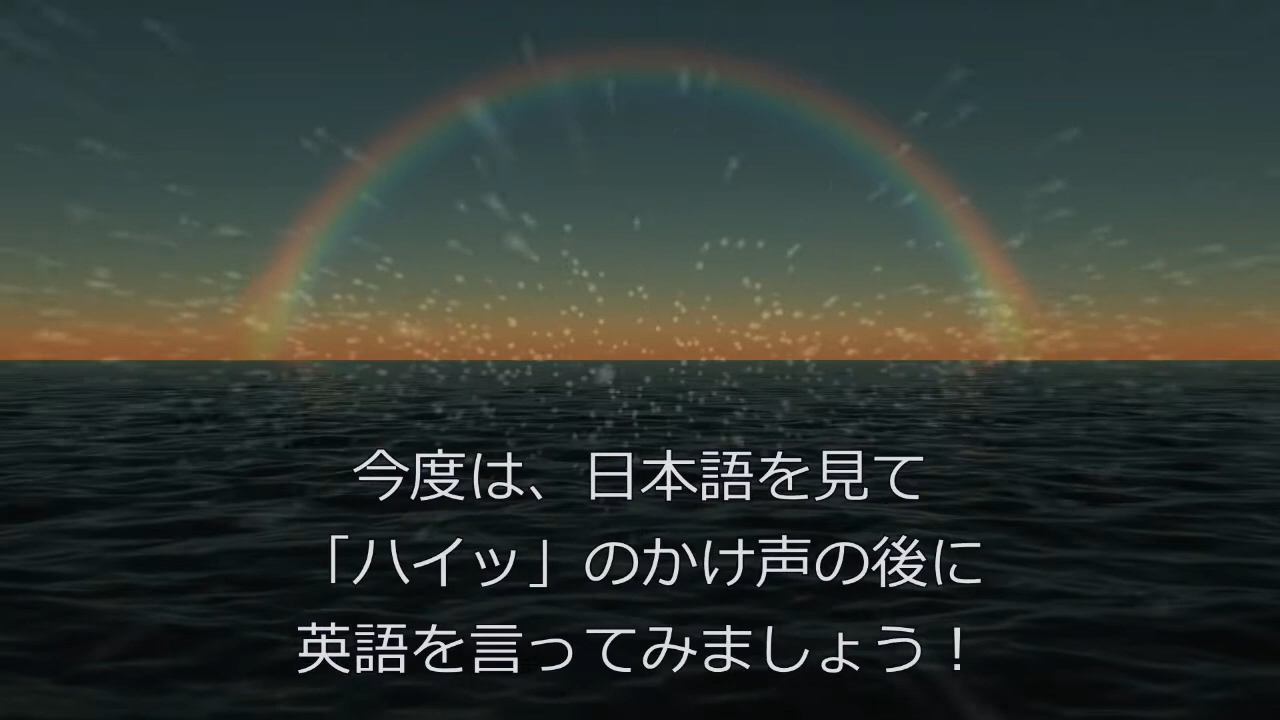 今度は、日本語を見て
「ハイッ」のかけ声の後に
英語を言ってみましょう！